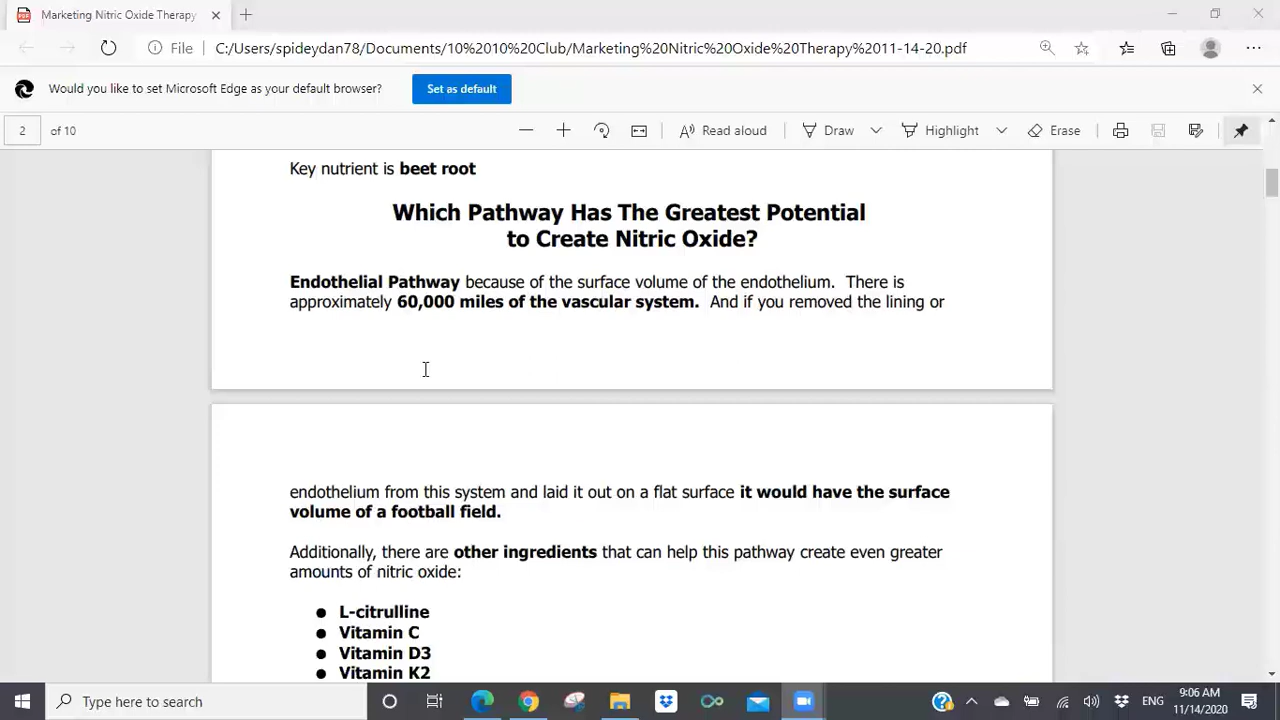 Marketing Nitric Oxide Therapy
File
C:/Users/spideydan78/Documents/10%2010%20Club/Marketing%20Nitric%20Oxide%20Therapy%2011-14-20.pdf
Would you like to set Microsoft Edge as your default browser?
Set as default
2 of 10
Read aloud
Draw
Highlight
Erase
Key nutrient is beet root
Which Pathway Has The Greatest Potential
to Create Nitric Oxide?
Endothelial Pathway because of the surface volume of the endothelium. There is
approximately 60,000 miles of the vascular system. And if you removed the lining or
endothelium from this system and laid it out on a flat surface it would have the surface
volume of a football field.
Additionally, there are other ingredients that can help this pathway create even greater
amounts of nitric oxide:
● L-citrulline
● Vitamin C
● Vitamin D3
● Vitamin K2
Type here to search
ENG
9:06 AM
11/14/2020